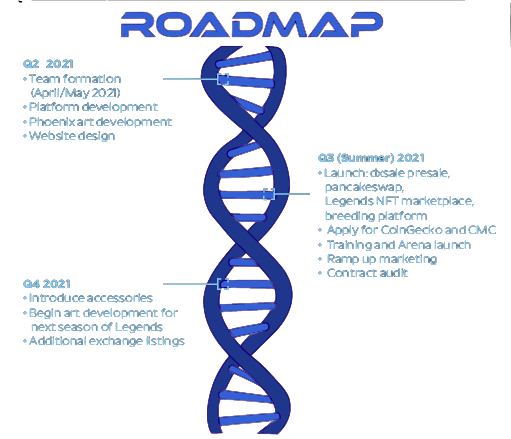 ROADMAP
Q2 2021
• Team formation
(April/May 2021)
• Platform development
• Phoenix art development
• Website design
Q3 (Summer) 2021
• Launch: dxsale presale,
pancakeswap,
Legends NFT marketplace,
breeding platform
• Apply for CoinGecko and CMC
• Training and Arena launch
• Ramp up marketing
• Contract audit
Q4 2021
• Introduce accessories
• Begin art development for
next season of Legends
• Additional exchange listings